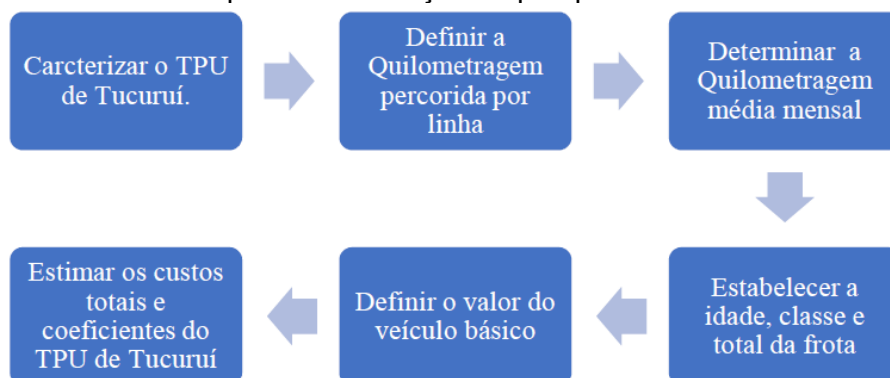 Carcterizar o TPU
de Tucuruí.
Definir a
Quilometragem
percorida por
linha
Determinar a
Quilometragem
média mensal
Estabelecer a
idade, classe e
total da frota
Definir o valor do
veículo básico
Estimar os custos
totais e
coeficientes do
TPU de Tucuruí